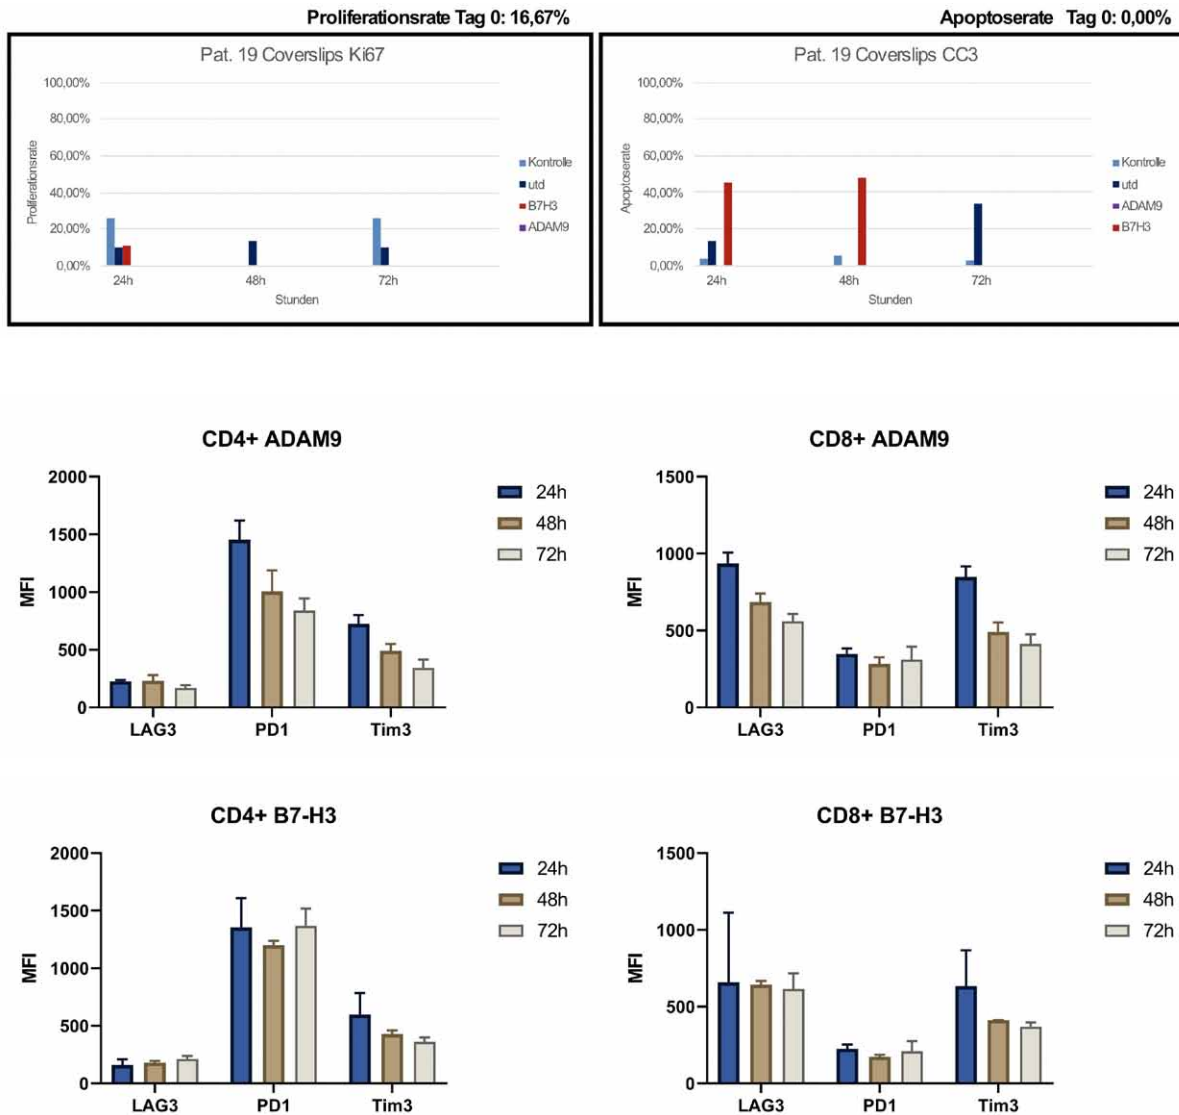 Proliferationsrate Tag 0: 16,67%
Pat. 19 Coverslips Ki67
100,00%
80,00%
60,00%
40,00%
20,00%
0,00%
Proliferationsrate
24h
48h
72h
Stunden
Kontrolle
utd
B7H3
ADAM9
Apoptoserate Tag 0: 0,00%
Pat. 19 Coverslips CC3
100,00%
80,00%
60,00%
40,00%
20,00%
0,00%
Apoptoserate
24h
48h
72h
Stunden
Kontrolle
utd
ADAM9
B7H3
CD4+ ADAM9
2000
1500
1000
500
0
MFI
LAG3
PD1
Tim3
24h
48h
72h
CD8+ ADAM9
1500
1000
500
0
MFI
LAG3
PD1
Tim3
24h
48h
72h
CD4+ B7-H3
2000
1500
1000
500
0
MFI
LAG3
PD1
Tim3
24h
48h
72h
CD8+ B7-H3
1500
1000
500
0
MFI
LAG3
PD1
Tim3
24h
48h
72h